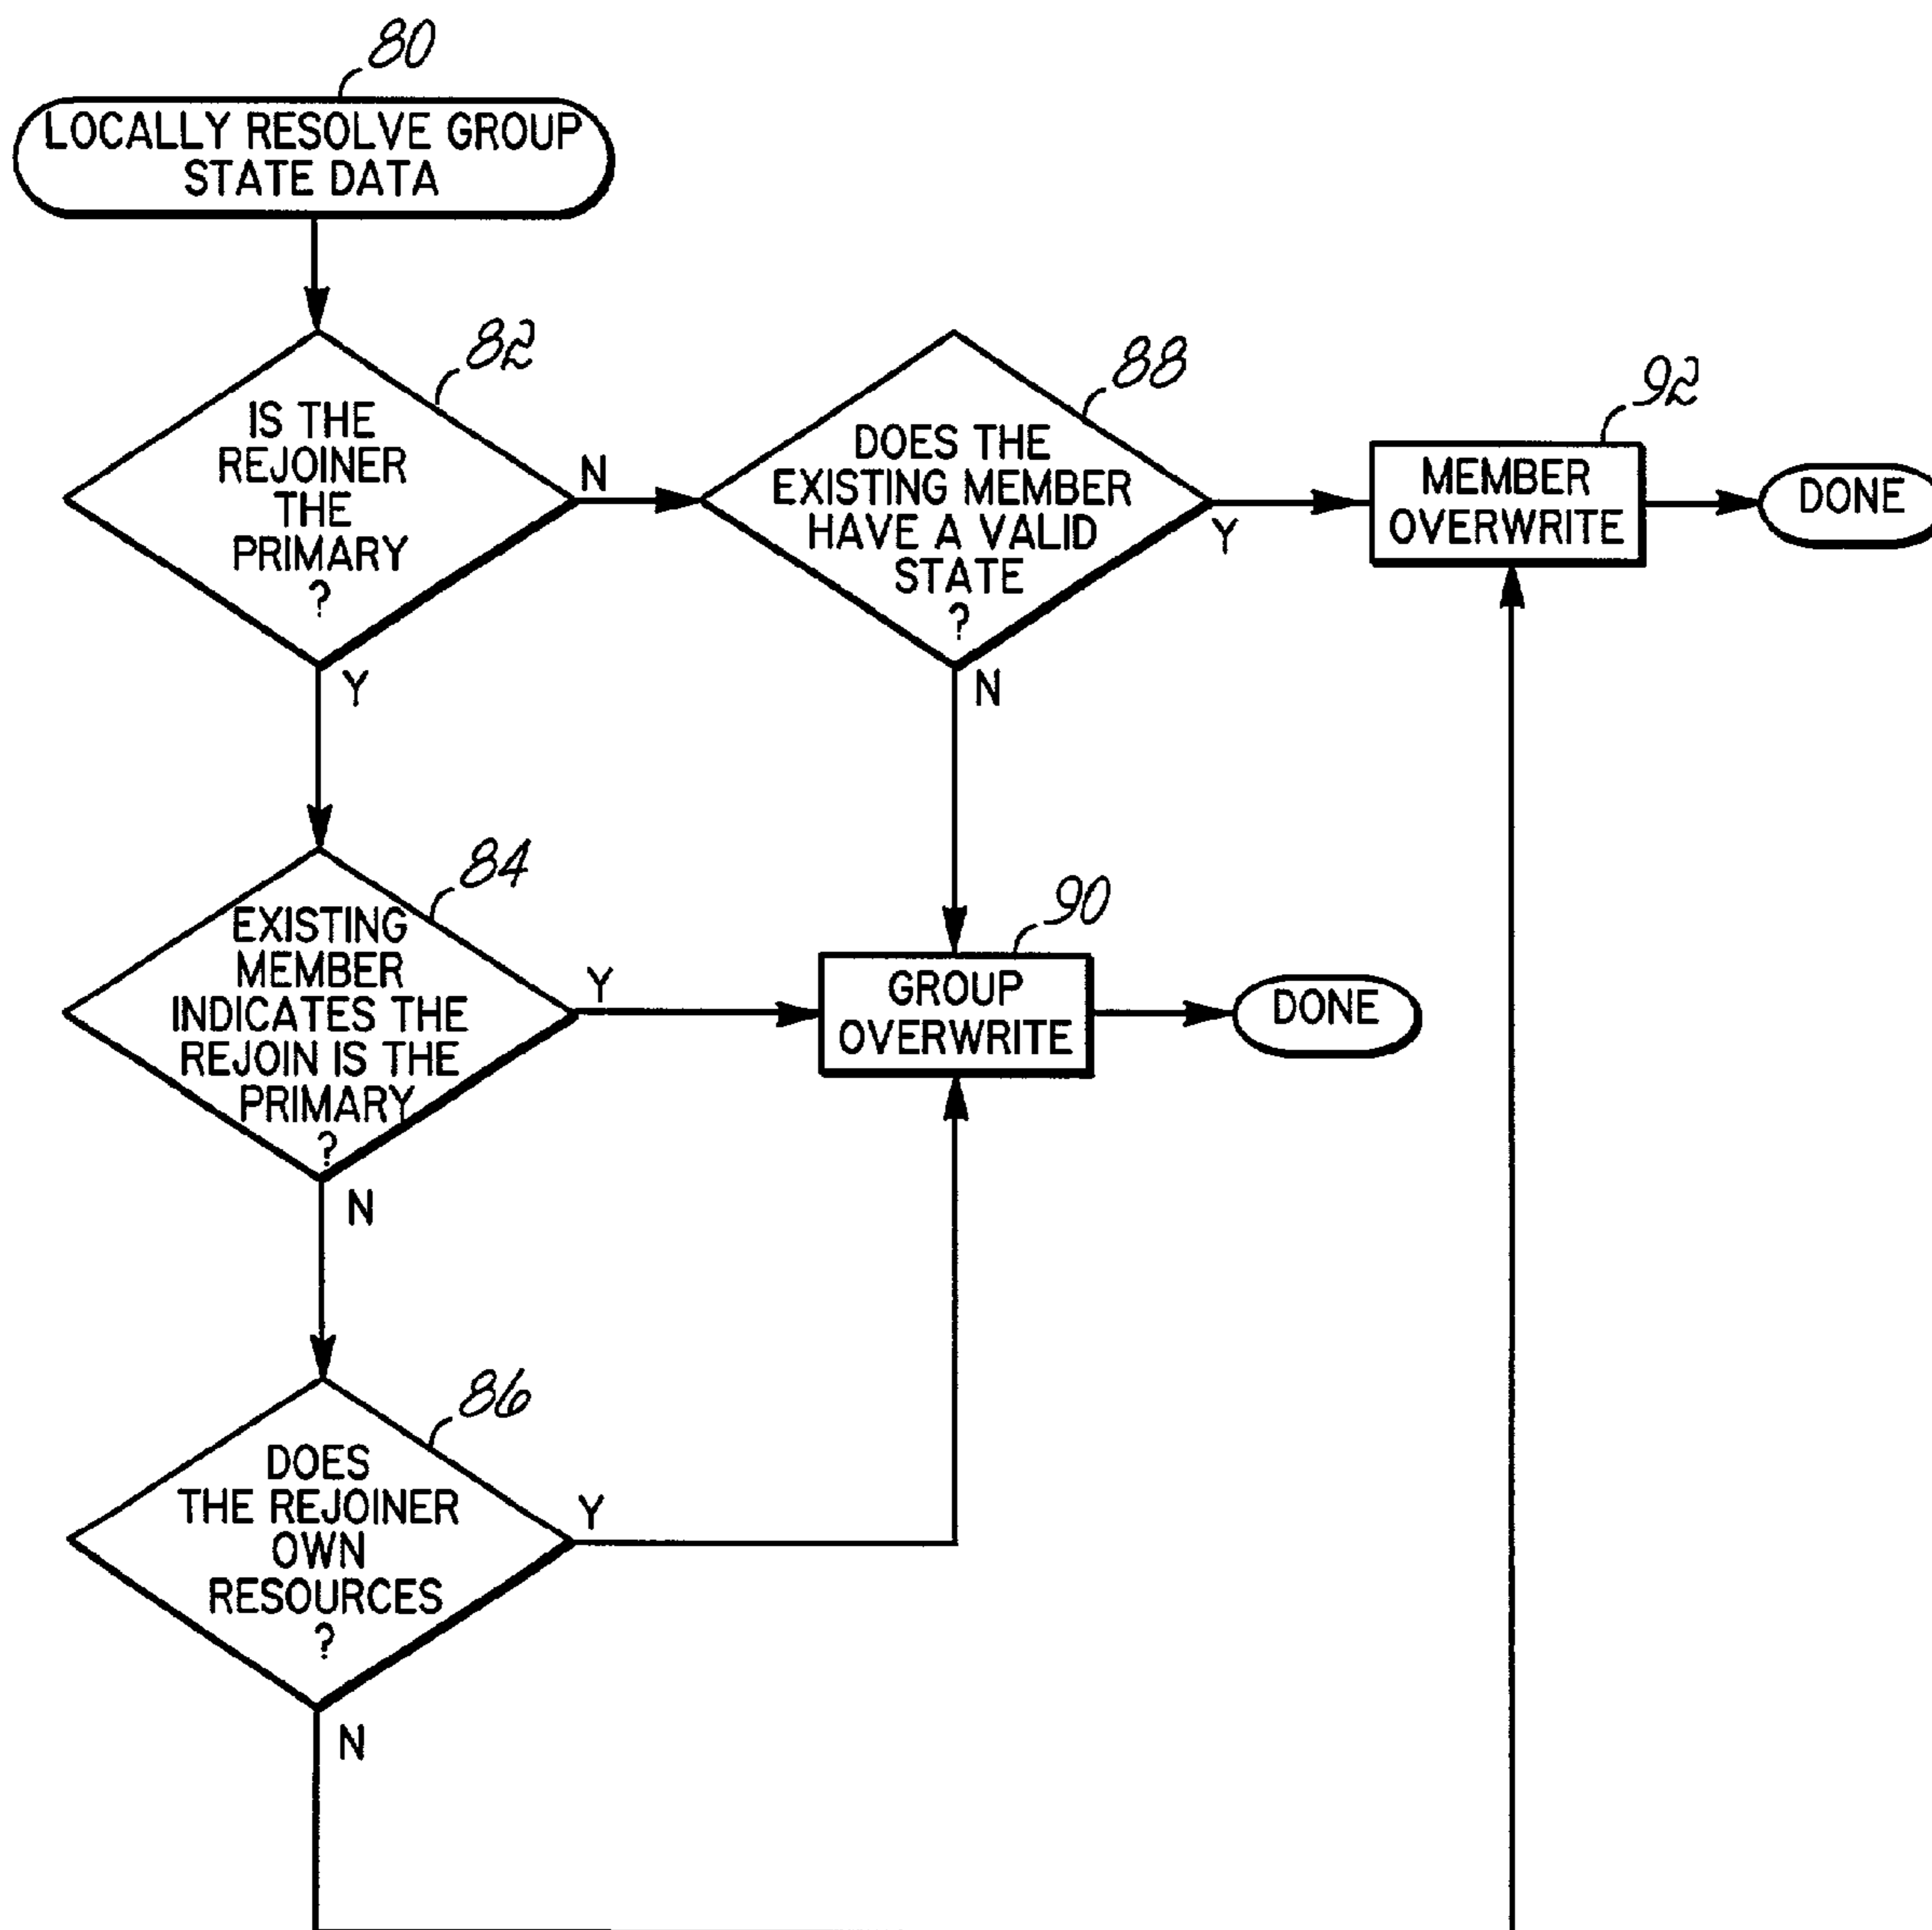 80
LOCALLY RESOLVE GROUP
STATE DATA
82
IS THE
REJOINER
THE
PRIMARY
?
N
Y
88
DOES THE
EXISTING MEMBER
HAVE A VALID
STATE
?
Y
N
92
MEMBER
OVERWRITE
DONE
84
EXISTING
MEMBER
INDICATES THE
REJOIN IS THE
PRIMARY
?
Y
N
90
GROUP
OVERWRITE
DONE
86
DOES
THE REJOINER
OWN
RESOURCES
?
Y
N